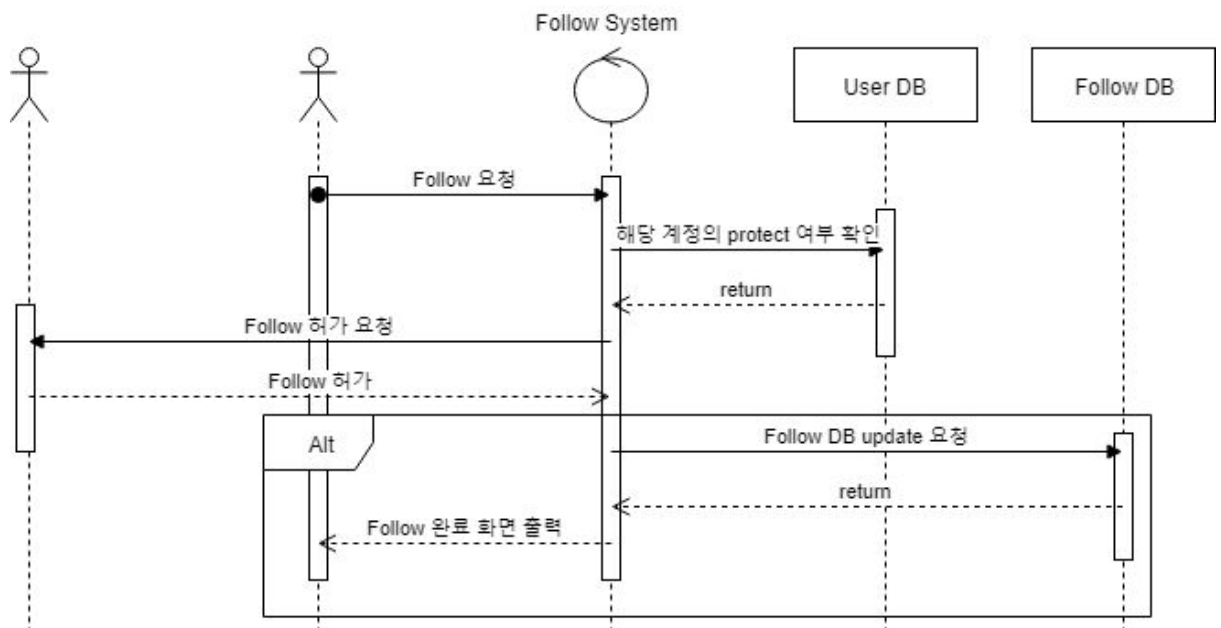 Follow System
User DB
Follow DB
Follow 요청
해당 계정의 protect 여부 확인
return
Follow 허가 요청
Follow 허가
Alt
Follow DB update 요청
return
Follow 완료 화면 출력